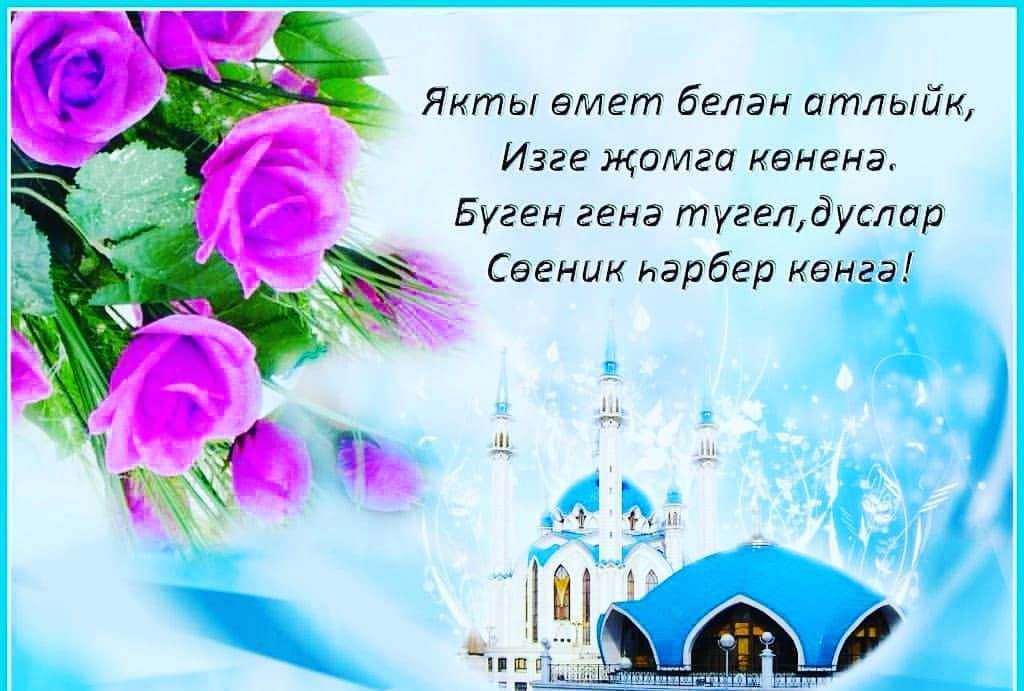 Якты өмет белән атлыйк,
Изге җомга көненә.
Бүген генә түгел,дуслар
Сөеник һәрбер көнгә!